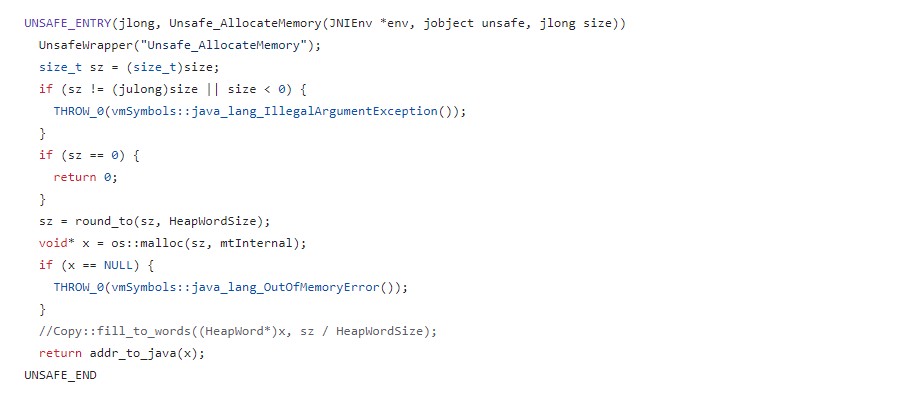 UNSAFE_ENTRY(jlong, Unsafe_AllocateMemory(JNIEnv *env, jobject unsafe, jlong size))
  UnsafeWrapper("Unsafe_AllocateMemory");
  size_t sz = (size_t)size;
  if (sz != (julong)size || size < 0) {
    THROW_0(vmSymbols::java_lang_IllegalArgumentException());
  }
  if (sz == 0) {
    return 0;
  }
  sz = round_to(sz, HeapWordSize);
  void* x = os::malloc(sz, mtInternal);
  if (x == NULL) {
    THROW_0(vmSymbols::java_lang_OutOfMemoryError());
  }
  //Copy::fill_to_words((HeapWord*)x, sz / HeapWordSize);
  return addr_to_java(x);
UNSAFE_END